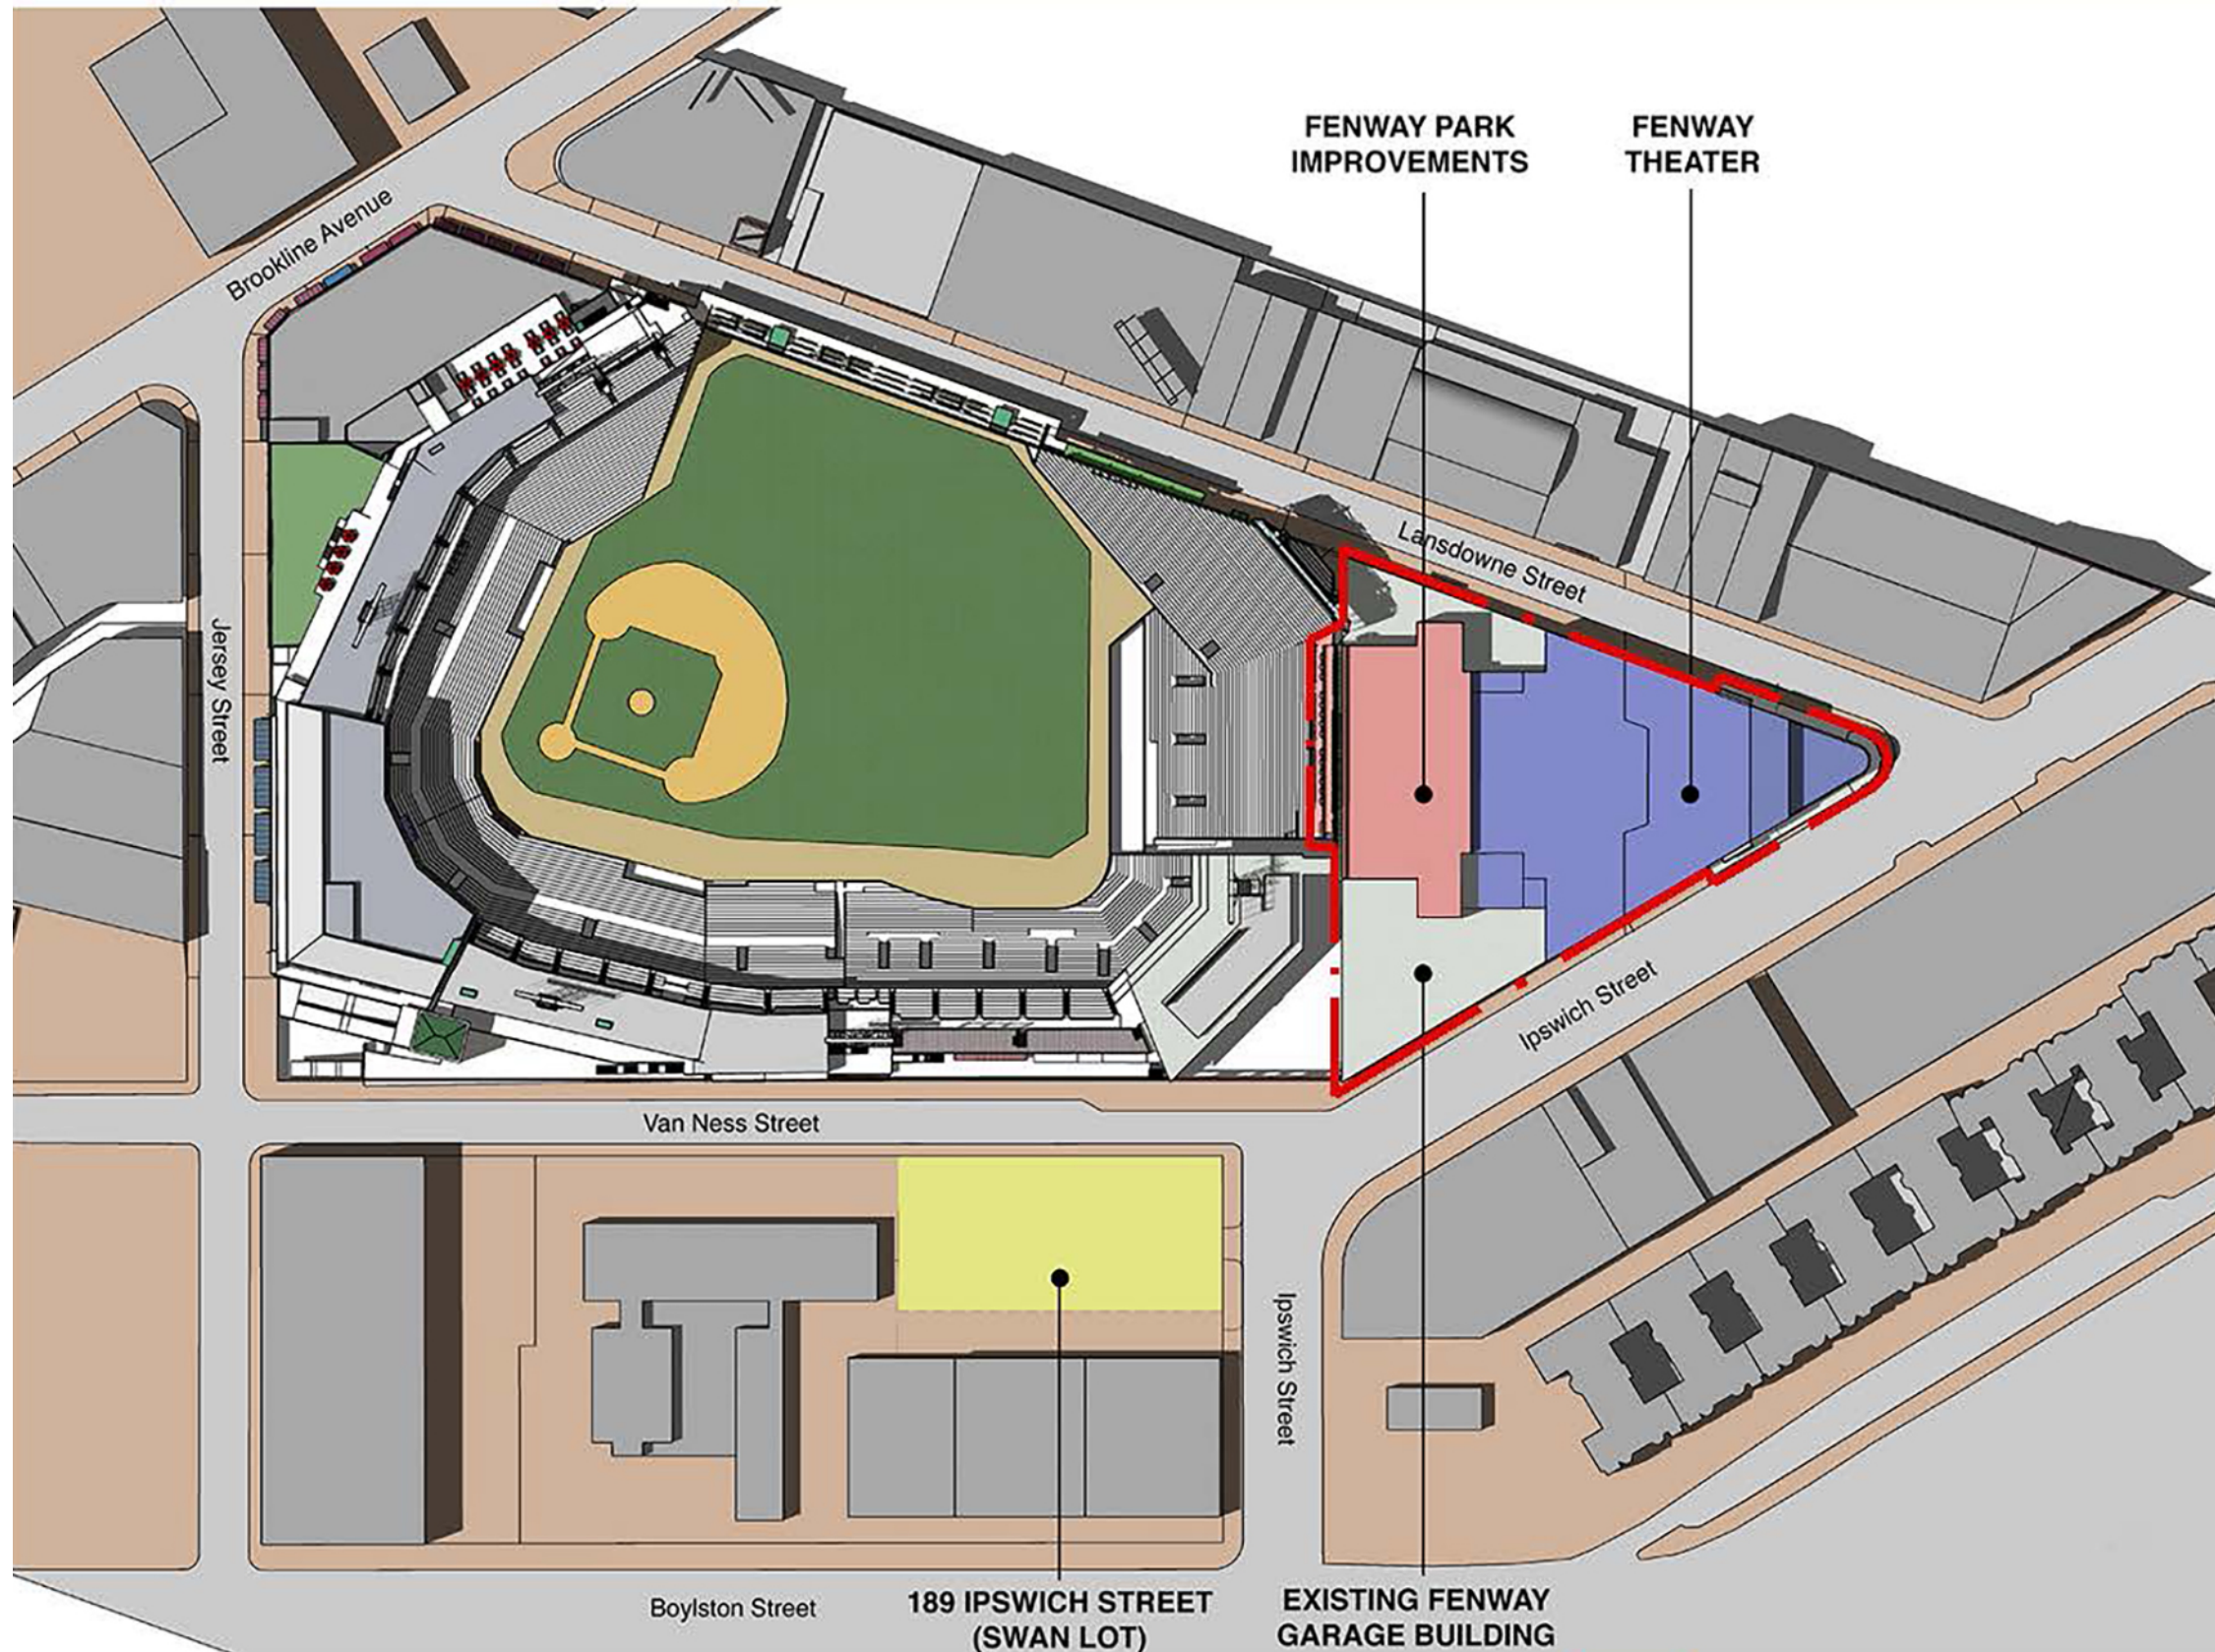 FENWAY PARK
IMPROVEMENTS
FENWAY
THEATER
Brookline Avenue
Lansdowne Street
Jersey Street
Ipswich Street
Van Ness Street
Ipswich Street
Boylston Street
189 IPSWICH STREET
(SWAN LOT)
EXISTING FENWAY
GARAGE BUILDING